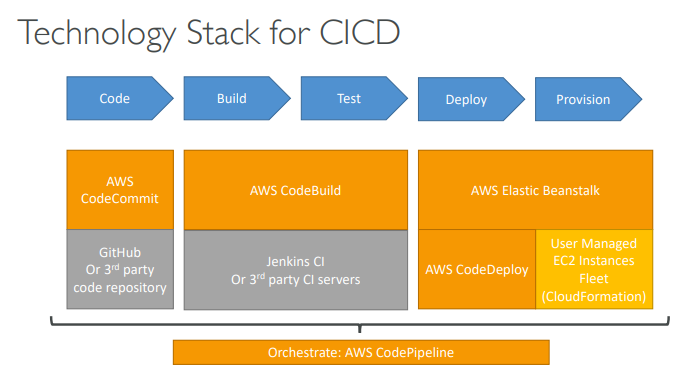 Technology Stack for CICD
Code
Build
Test
Deploy
Provision
AWS
CodeCommit
AWS CodeBuild
AWS Elastic Beanstalk
GitHub
Or 3rd party
code repository
Jenkins CI
Or 3rd party CI servers
AWS CodeDeploy
User Managed
EC2 Instances
Fleet
(CloudFormation)
Orchestrate: AWS CodePipeline